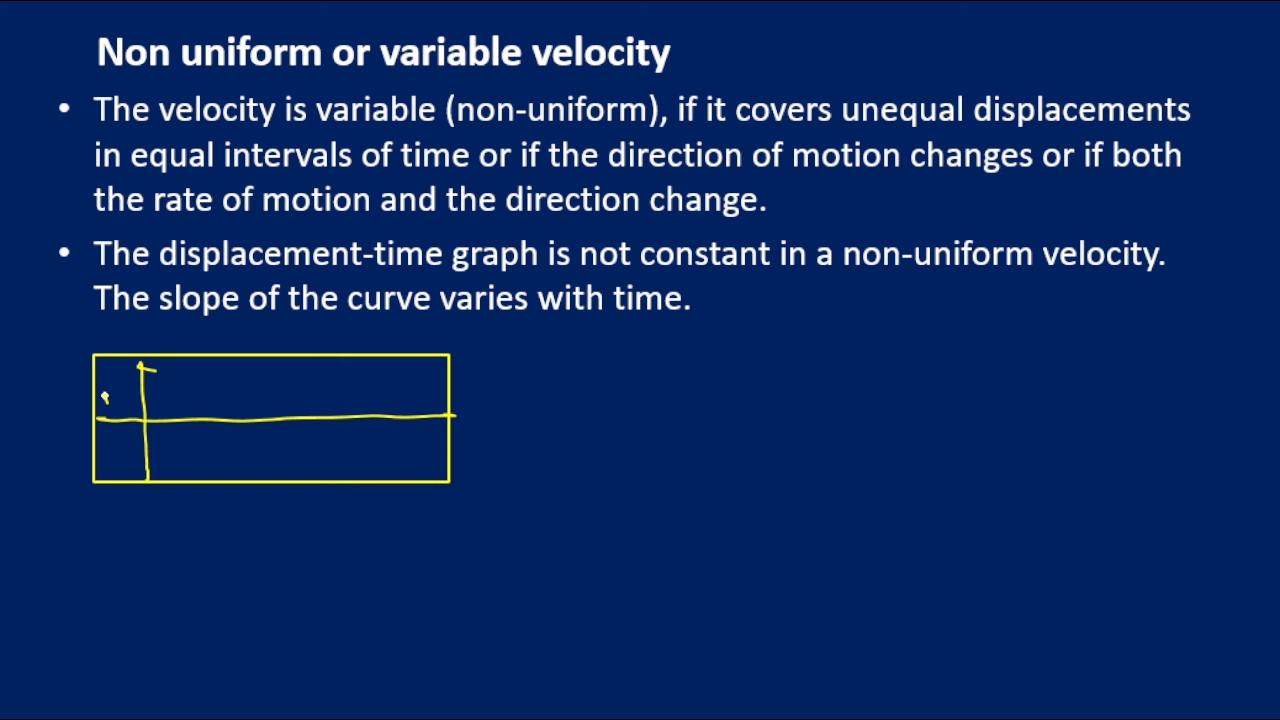 Non uniform or variable velocity
• The velocity is variable (non-uniform), if it covers unequal displacements
in equal intervals of time or if the direction of motion changes or if both
the rate of motion and the direction change.
• The displacement-time graph is not constant in a non-uniform velocity.
The slope of the curve varies with time.